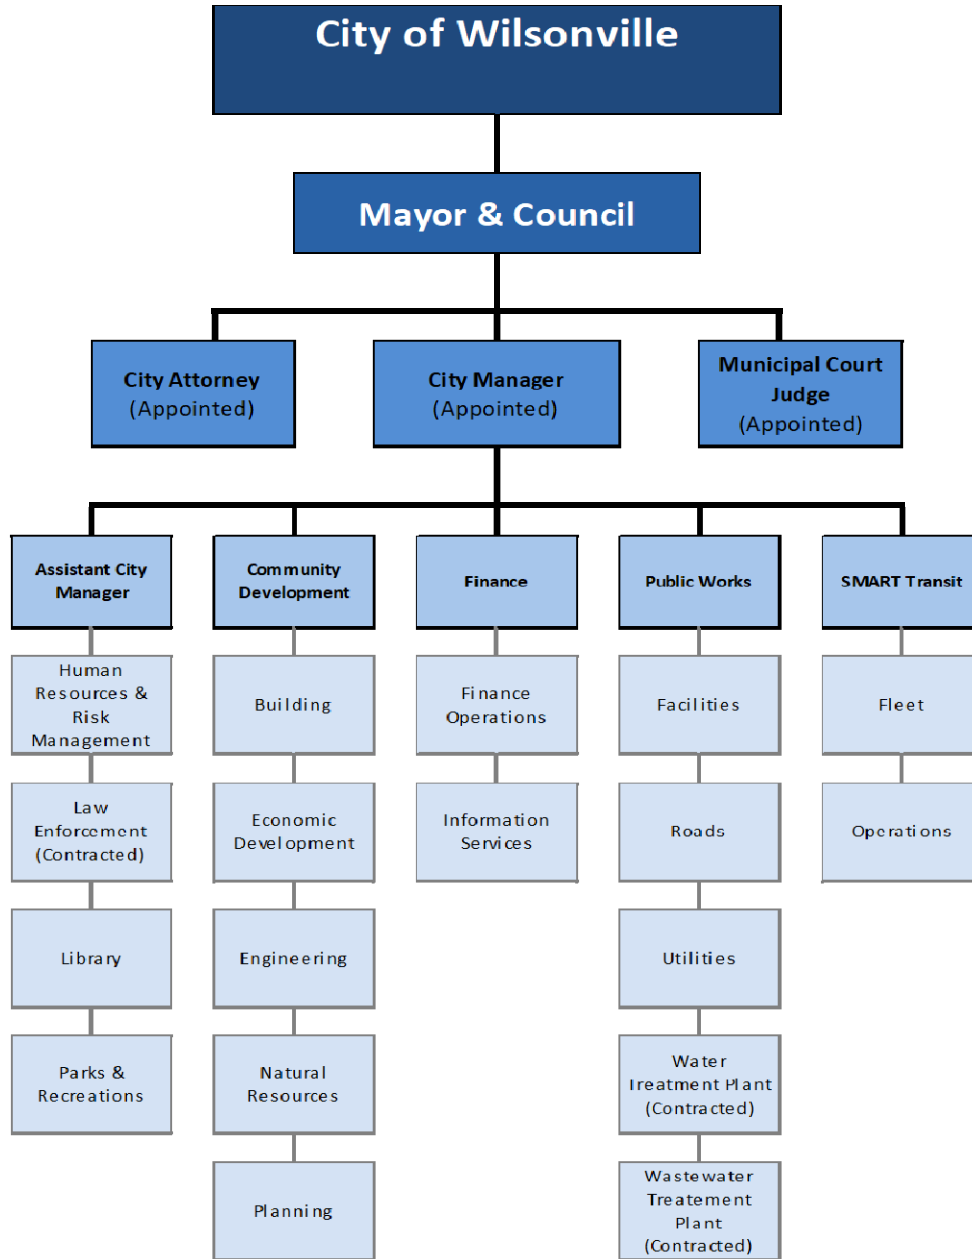 City of Wilsonville
Mayor & Council
City Attorney
(Appointed)
City Manager
(Appointed)
Municipal Court
Judge
(Appointed)
Assistant City
Manager
Community
Development
Finance
Public Works
SMART Transit
Human
Resources &
Risk
Management
Building
Finance
Operations
Facilities
Fleet
Law
Enforcement
(Contracted)
Economic
Development
Information
Services
Roads
Operations
Library
Engineering
Utilities
Parks &
Recreations
Natural
Resources
Water
Treatment Plant
(Contracted)
Planning
Wastewater
Treatement
Plant
(Contracted)